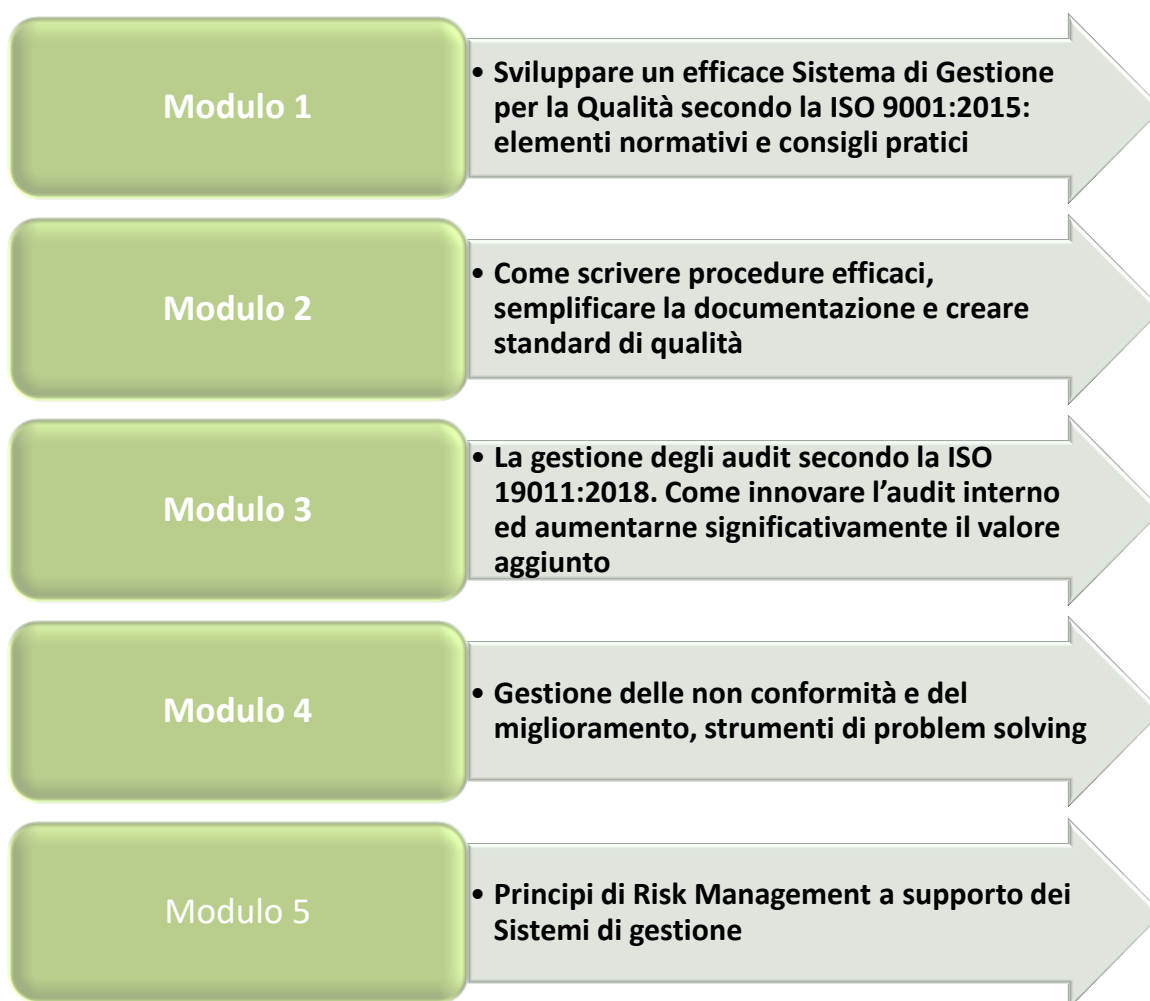 Modulo 1
• Sviluppare un efficace Sistema di Gestione
per la Qualità secondo la ISO 9001:2015:
elementi normativi e consigli pratici
Modulo 2
• Come scrivere procedure efficaci,
semplificare la documentazione e creare
standard di qualità
Modulo 3
• La gestione degli audit secondo la ISO
19011:2018. Come innovare l’audit interno
ed aumentarne significativamente il valore
aggiunto
Modulo 4
• Gestione delle non conformità e del
miglioramento, strumenti di problem solving
Modulo 5
• Principi di Risk Management a supporto dei
Sistemi di gestione